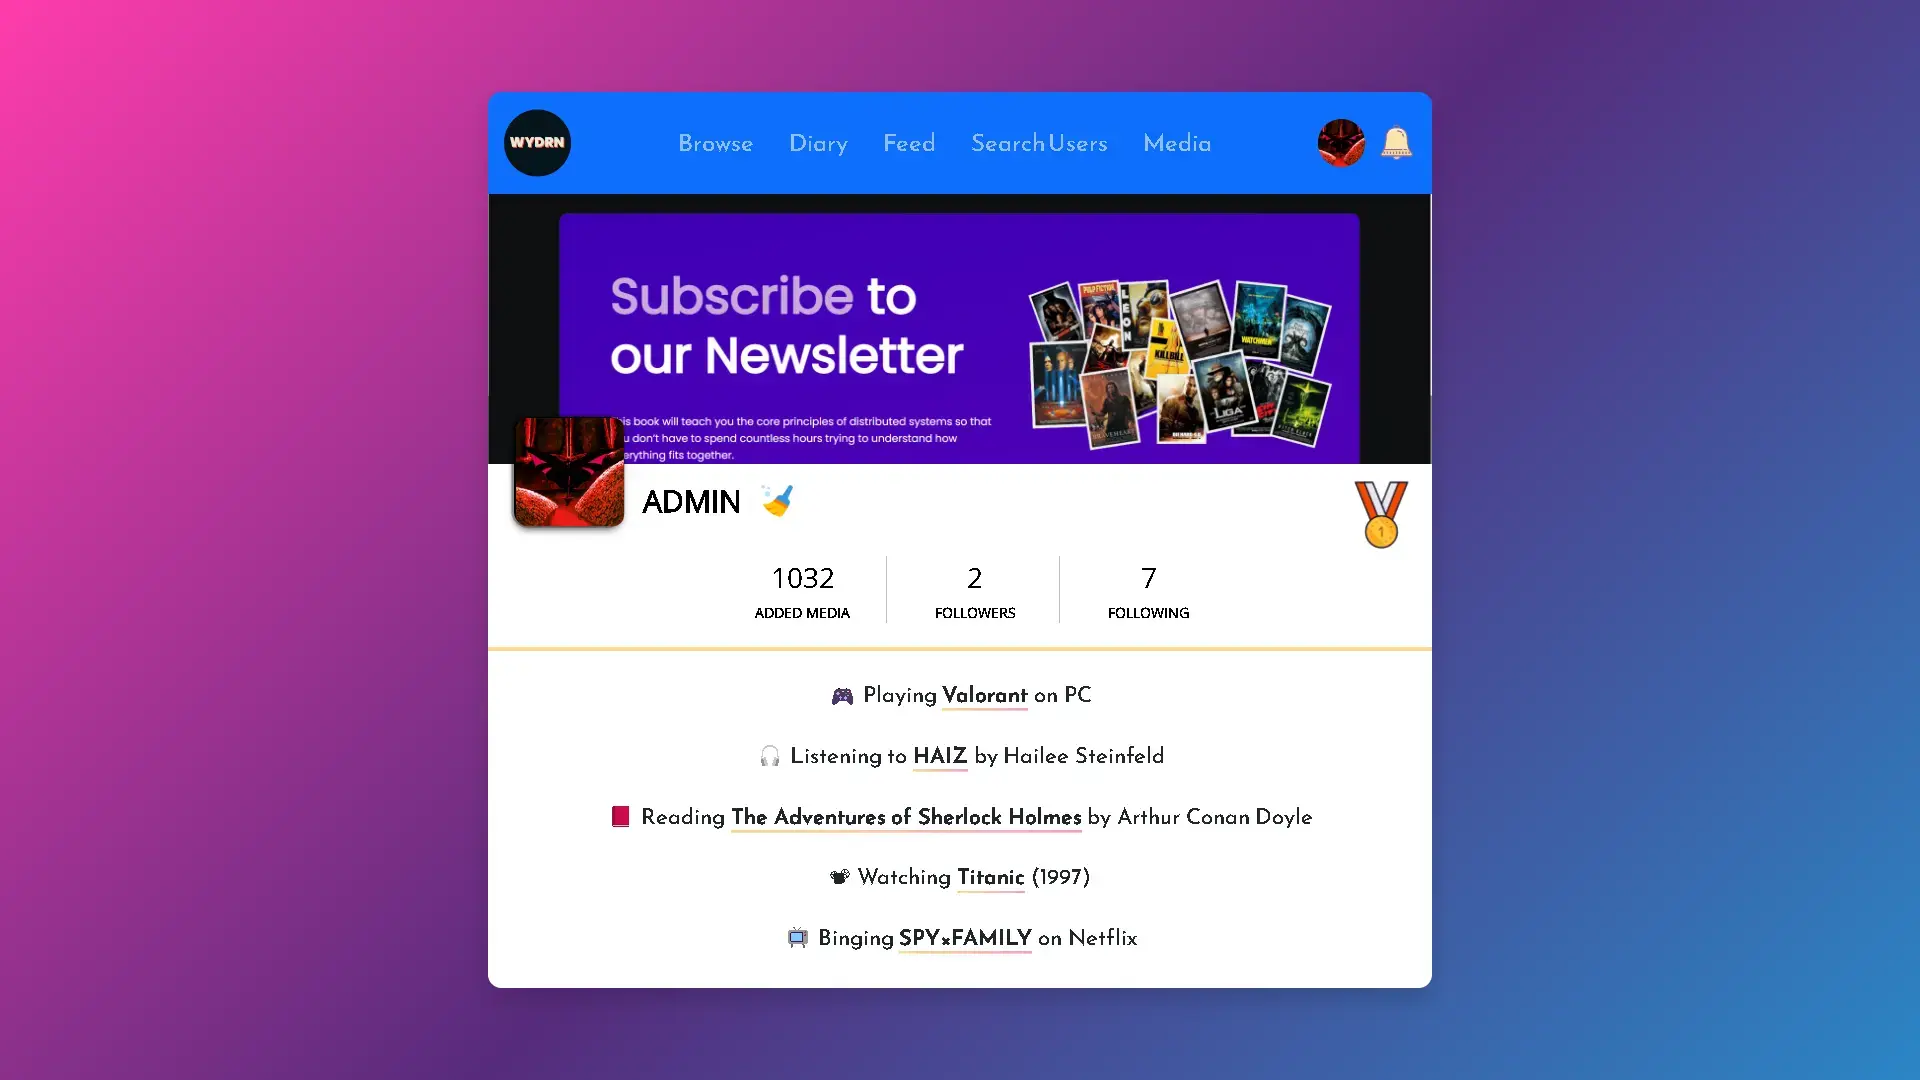 WYDRN
Browse Diary Feed Search Users Media
Subscribe to
our Newsletter
is book will teach you the core principles of distributed systems so that
don't have to spend countless hours trying to understand how
erything fits together.
PULP FICTION
LEON
KILL BILL
WATCHMEN
BRAVEHEART
LIGA
DIE HARD 4.0
ADMIN
1
1032
ADDED MEDIA
2
FOLLOWERS
7
FOLLOWING
Playing Valorant on PC
Listening to HAIZ by Hailee Steinfeld
Reading The Adventures of Sherlock Holmes by Arthur Conan Doyle
Watching Titanic (1997)
Binging SPY×FAMILY on Netflix